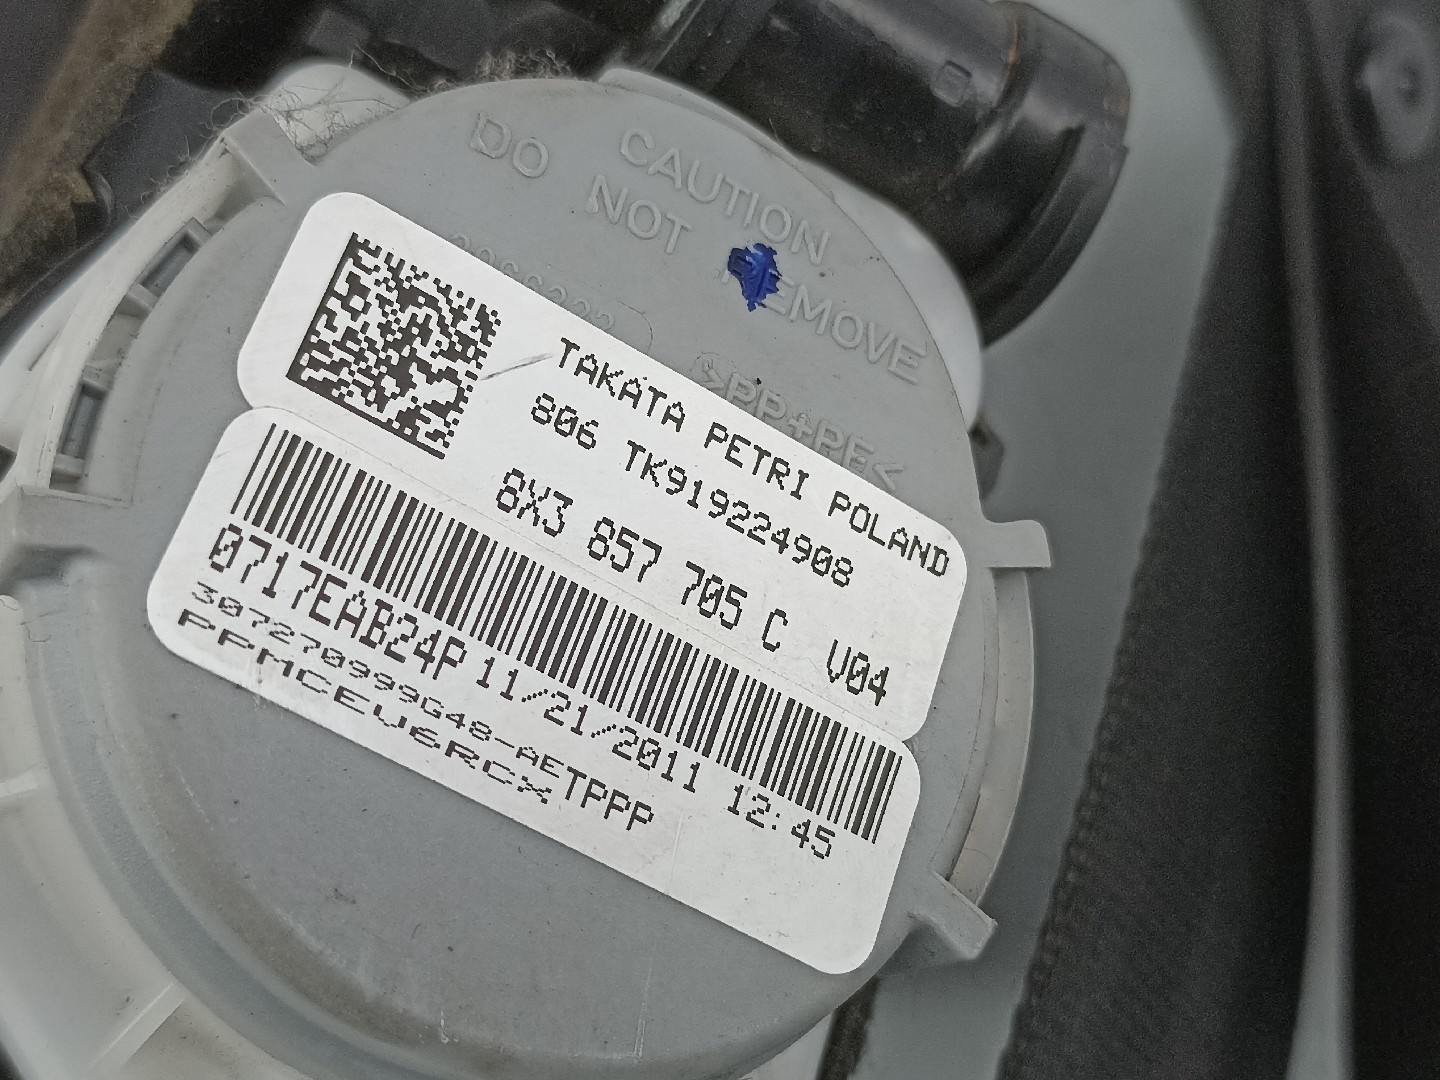 CAUTION
DO NOT REMOVE
>PP+PE<
TAKATA PETRI POLAND
806 TK919224908
8X3 857 705 C V04
0717EAB24P 11/21/2011 12:45
307270999G48-AETPPP
PPMCEV6RCX